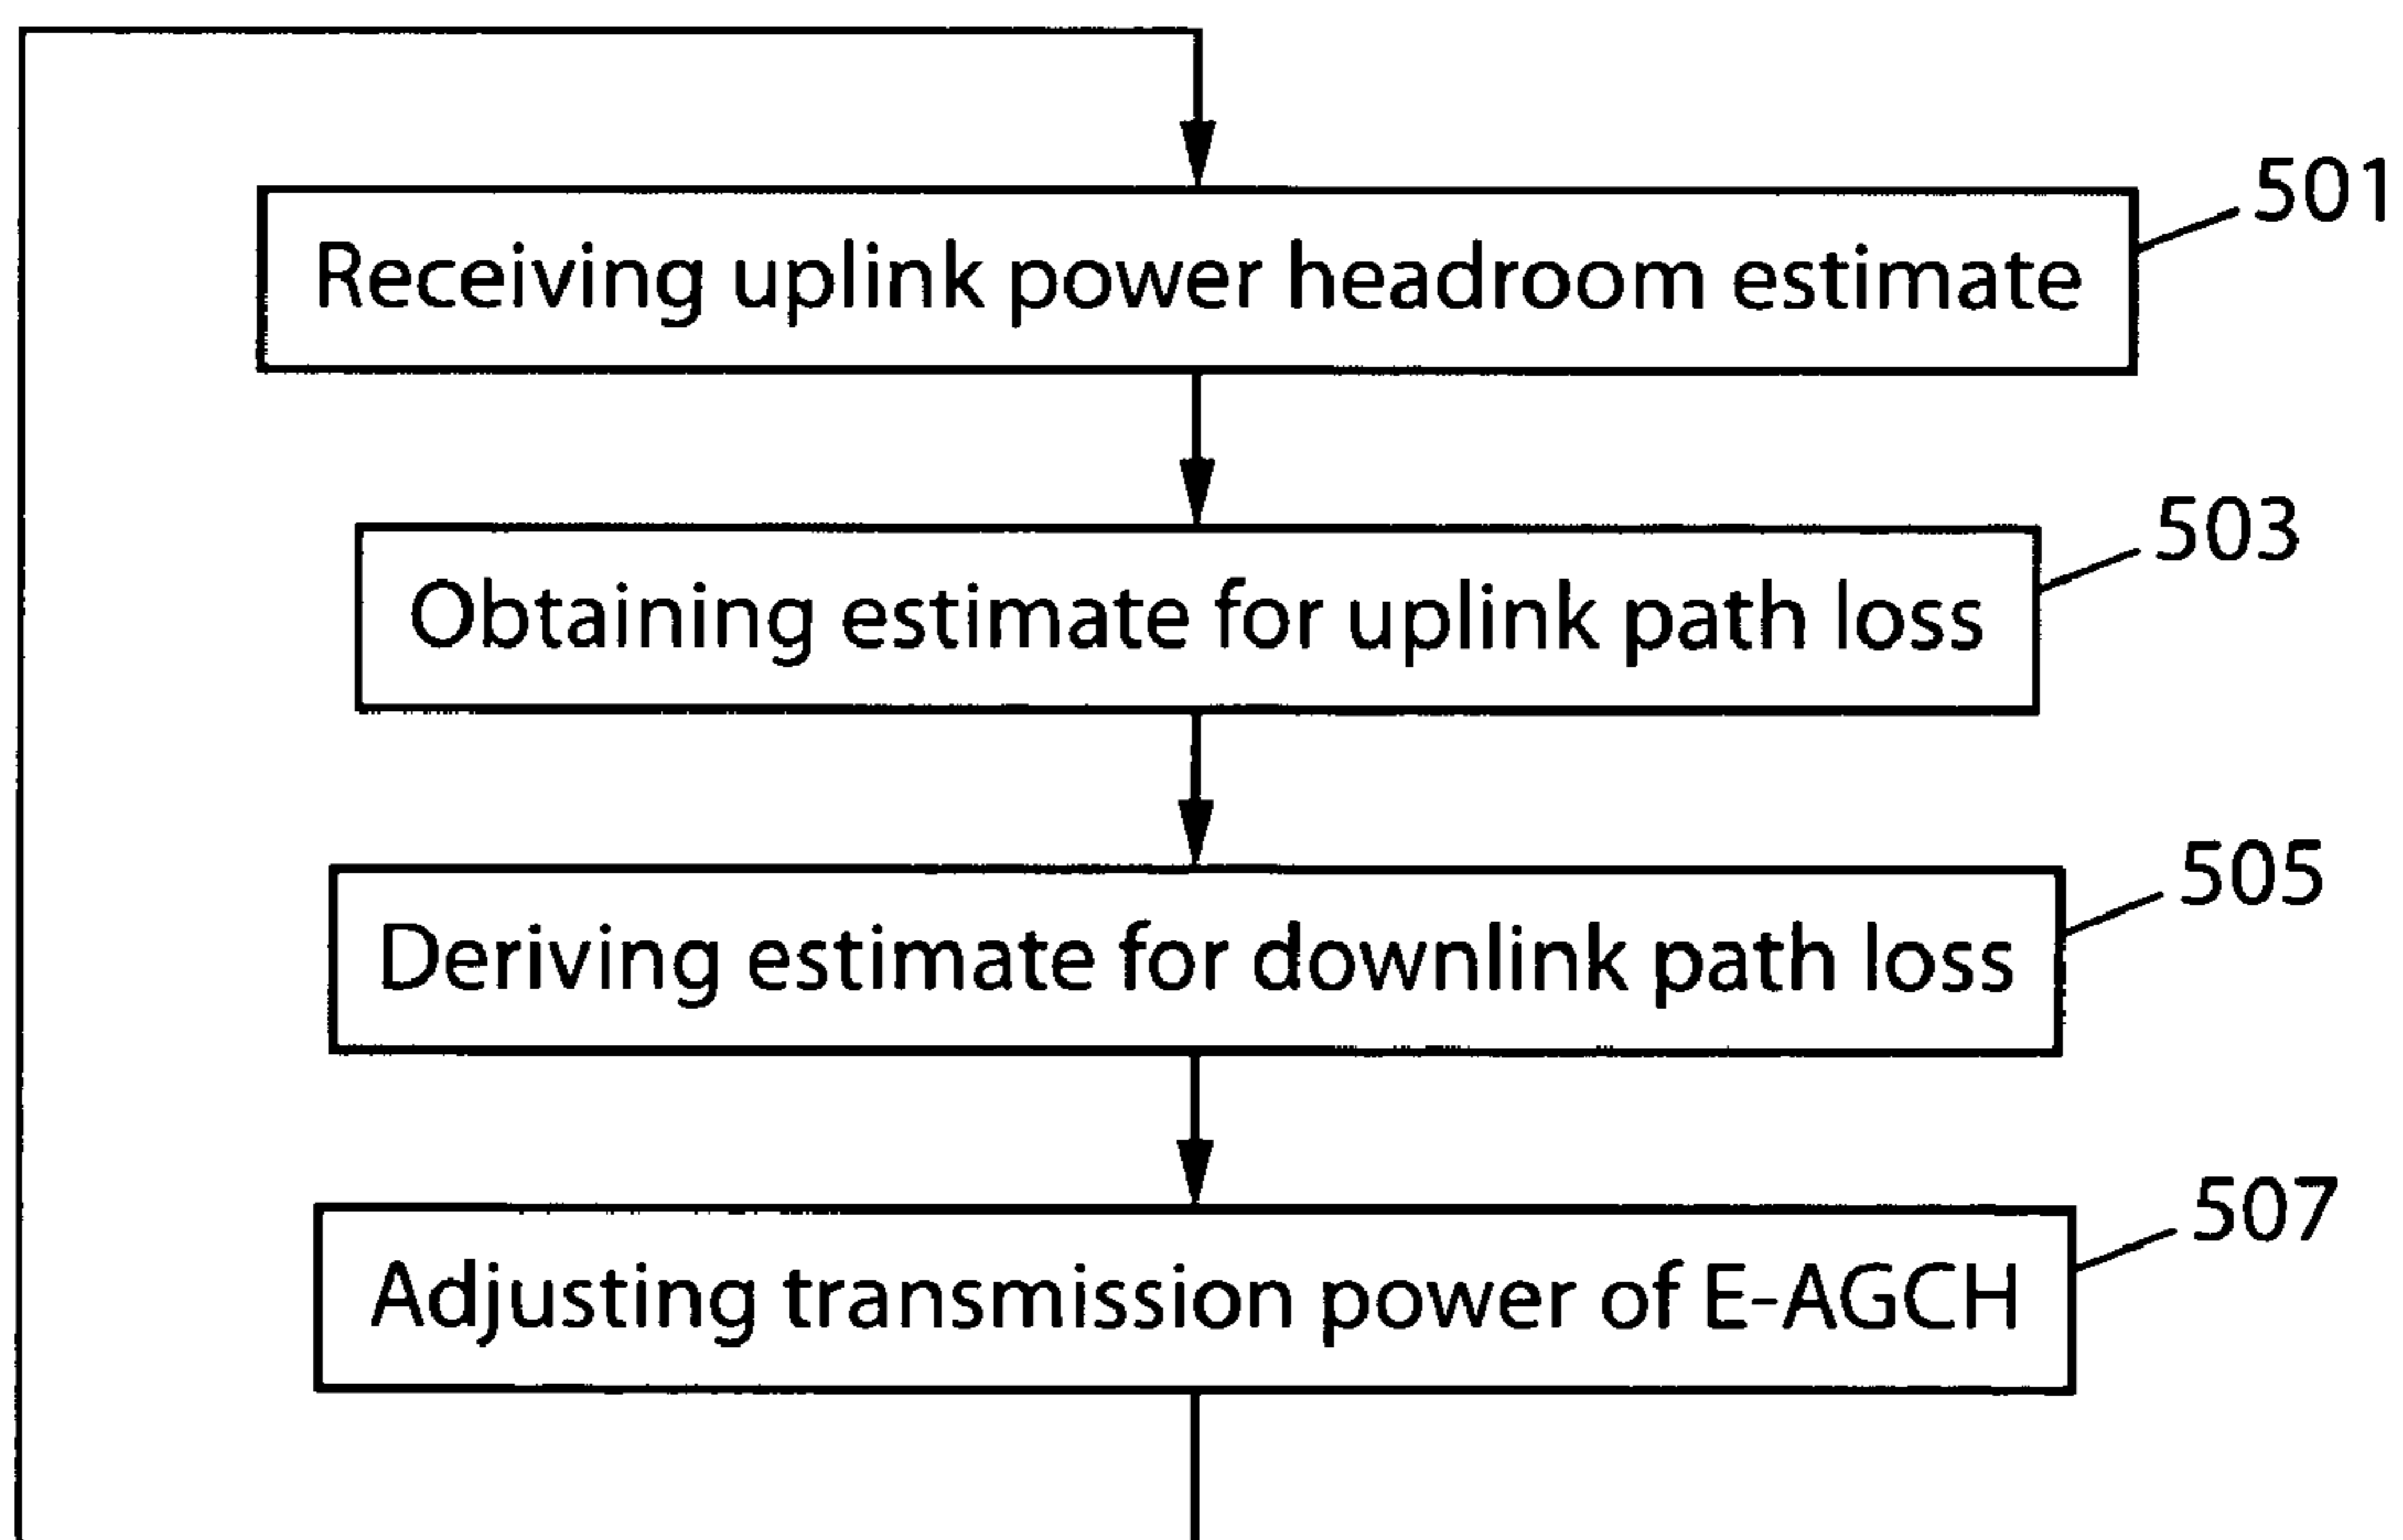 501
Receiving uplink power headroom estimate
503
Obtaining estimate for uplink path loss
505
Deriving estimate for downlink path loss
507
Adjusting transmission power of E-AGCH